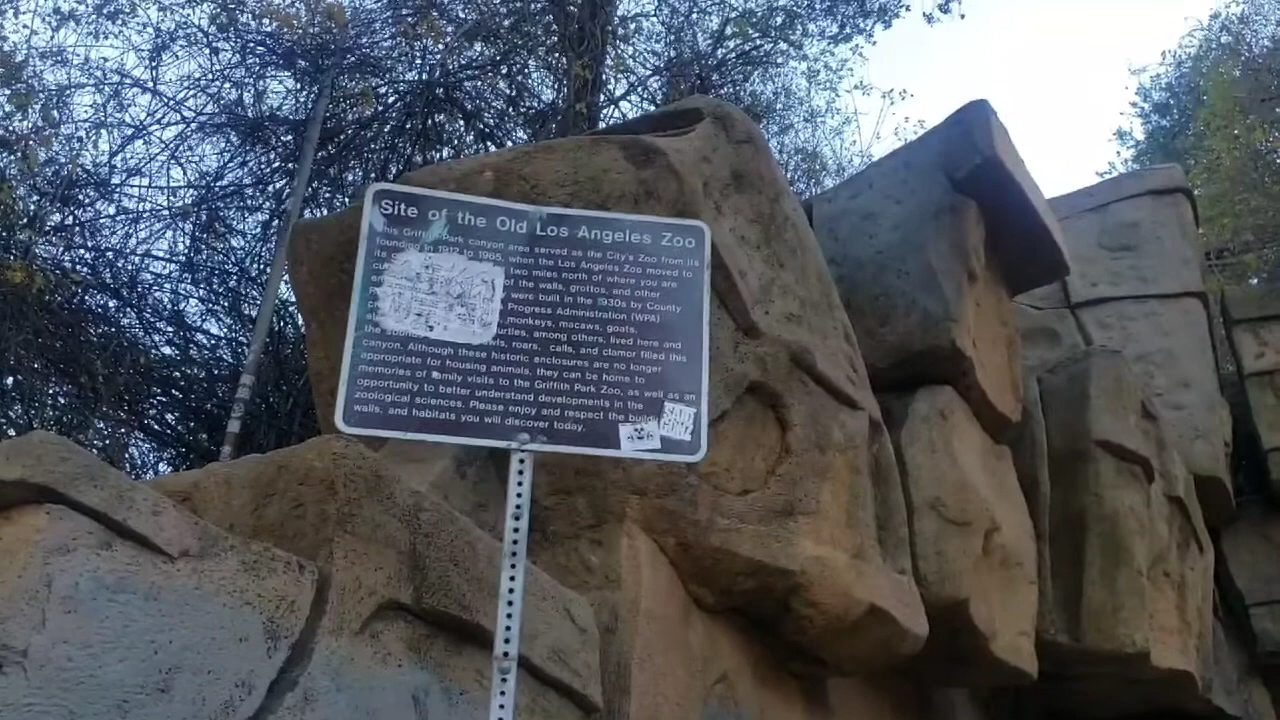 Site of the Old Los Angeles Zoo
This Griffith Park canyon area served as the City's Zoo from its
founding in 1912 to 1965, when the Los Angeles Zoo moved to
its two miles north of where you are
of the walls, grottos, and other
were built in the 1930s by County
Progress Administration (WPA)
monkeys, macaws, goats,
turtles, among others, lived here and
the roars, calls, and clamor filled this
canyon. Although these historic enclosures are no longer
appropriate for housing animals, they can be home to
memories of family visits to the Griffith Park Zoo, as well as an
opportunity to better understand developments in the
zoological sciences. Please enjoy and respect the
walls, and habitats you will discover today.